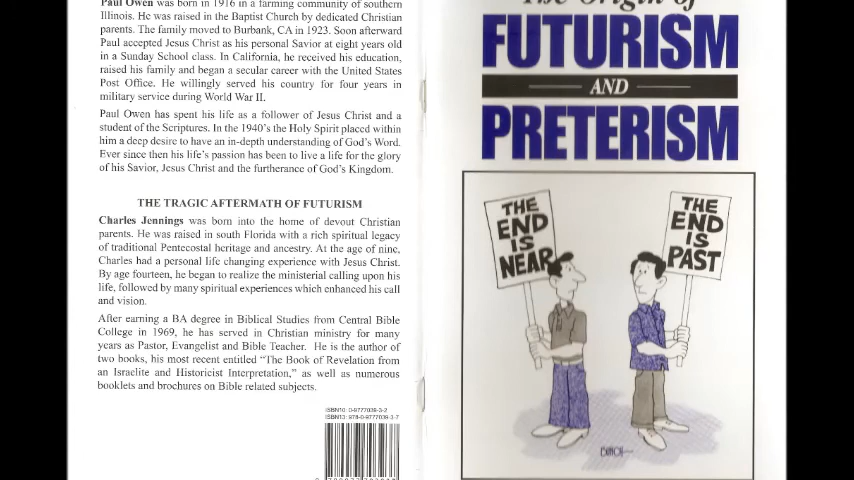 Paul Owen was born in 1916 in a farming community of southern
Illinois. He was raised in the Baptist Church by dedicated Christian
parents. The family moved to Burbank, CA in 1923. Soon afterward
Paul accepted Jesus Christ as his personal Savior at eight years old
in a Sunday School class. In California, he received his education,
raised his family and began a secular career with the United States
Post Office. He willingly served his country for four years in
military service during World War II.
Paul Owen has spent his life as a follower of Jesus Christ and a
student of the Scriptures. In the 1940's the Holy Spirit placed within
him a deep desire to have an in-depth understanding of God's Word.
Ever since then his life's passion has been to live a life for the glory
of his Savior, Jesus Christ and the furtherance of God's Kingdom.
THE TRAGIC AFTERMATH OF FUTURISM
Charles Jennings was born into the home of devout Christian
parents. He was raised in south Florida with a rich spiritual legacy
of traditional Pentecostal heritage and ancestry. At the age of nine,
Charles had a personal life changing experience with Jesus Christ.
By age fourteen, he began to realize the ministerial calling upon his
life, followed by many spiritual experiences which enhanced his call
and vision.
After earning a BA degree in Biblical Studies from Central Bible
College in 1969, he has served in Christian ministry for many
years as Pastor, Evangelist and Bible Teacher. He is the author of
two books, his most recent entitled "The Book of Revelation from
an Israelite and Historicist Interpretation," as well as numerous
booklets and brochures on Bible related subjects.
ISBN10: 0-9777039-3-2
ISBN13: 978-0-9777039-3-7
The Origin of
FUTURISM
AND
PRETERISM
THE
END
IS
NEAR
THE
END
IS
PAST